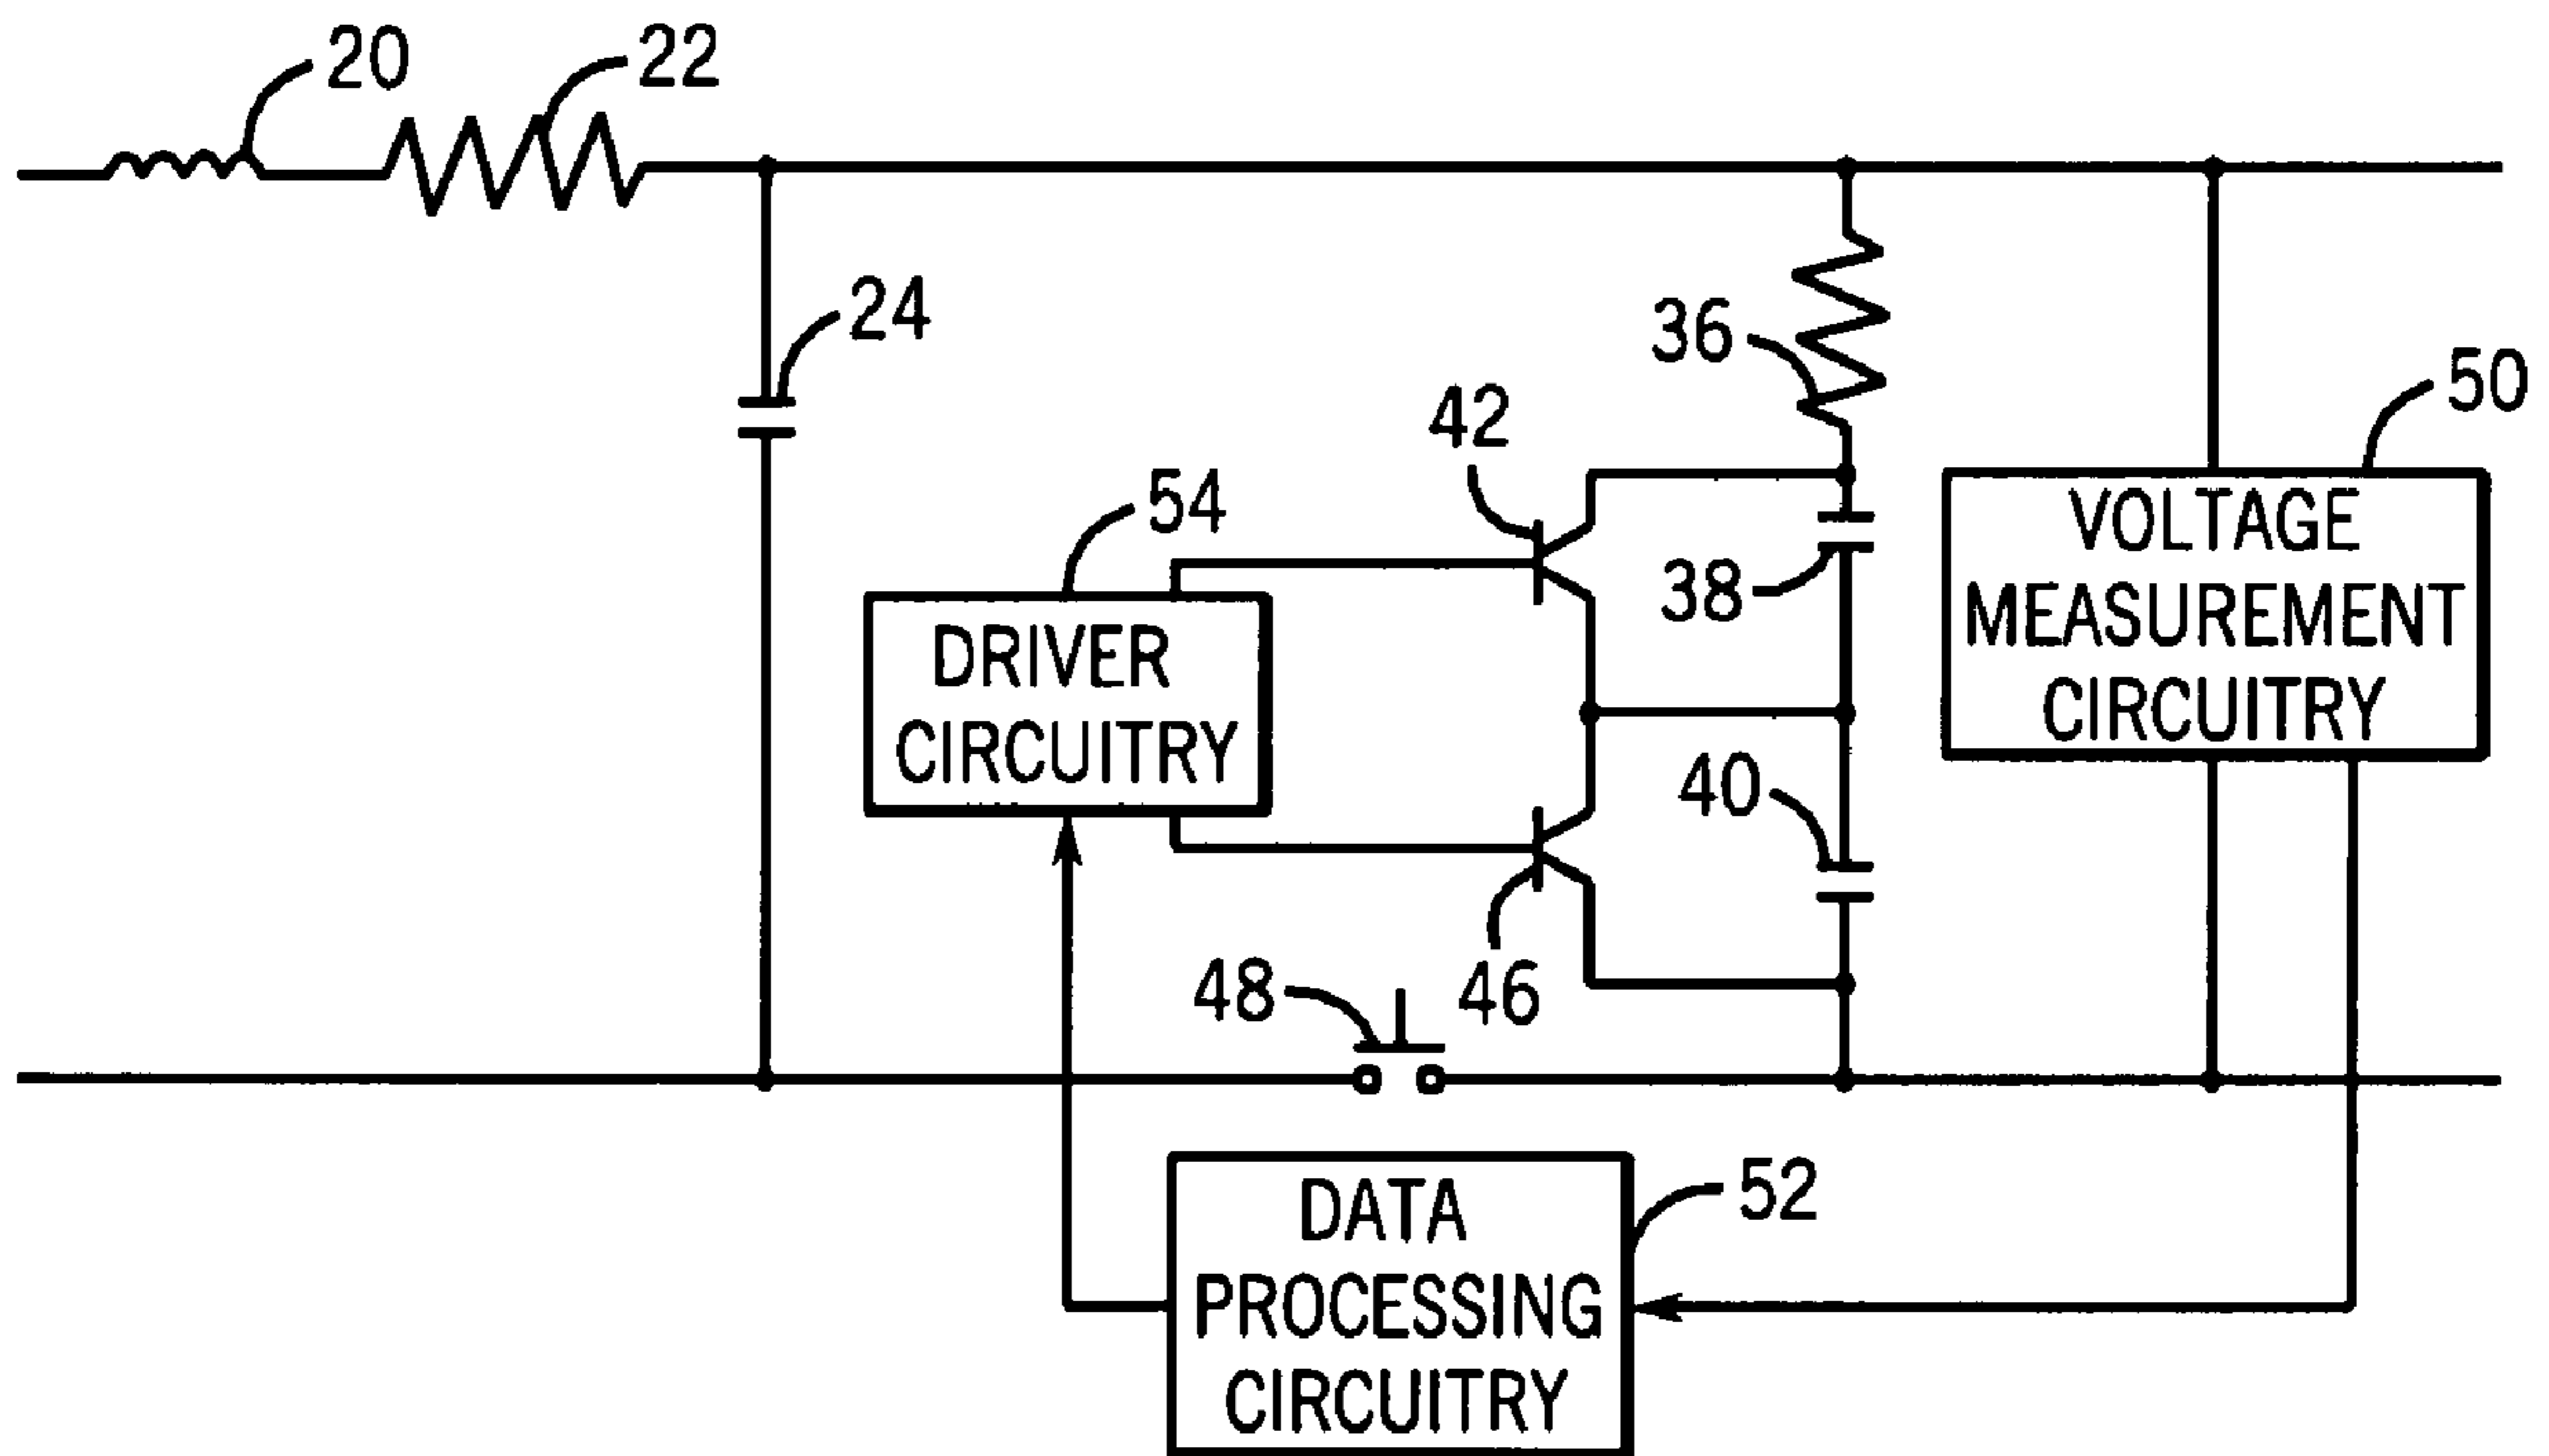 20
22
24
36
50
42
54
38
VOLTAGE
MEASUREMENT
CIRCUITRY
DRIVER
CIRCUITRY
40
48
46
52
DATA
PROCESSING
CIRCUITRY